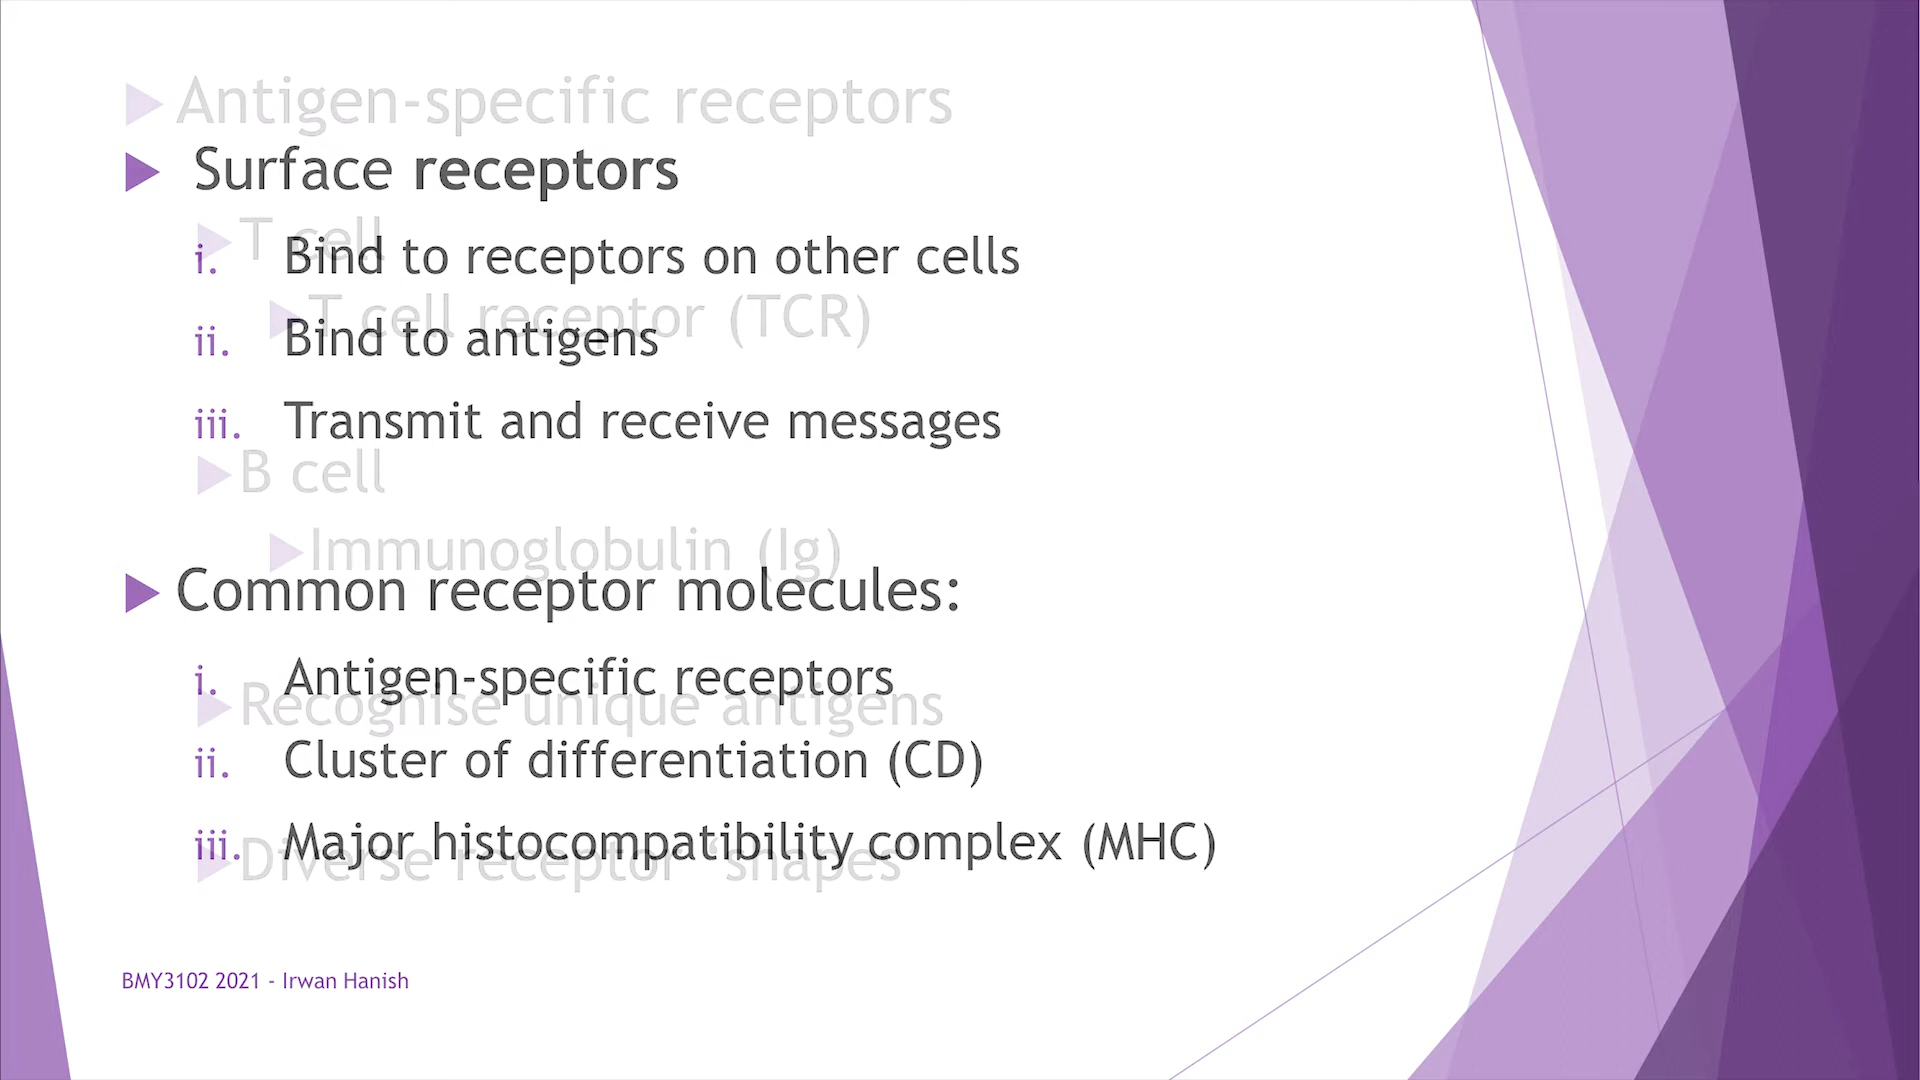 Antigen-specific receptors
Surface receptors
T cell
i. Bind to receptors on other cells
T cell receptor (TCR)
ii. Bind to antigens
iii. Transmit and receive messages
B cell
Immunoglobulin (Ig)
Common receptor molecules:
i. Antigen-specific receptors
Recognise unique antigens
ii. Cluster of differentiation (CD)
iii. Major histocompatibility complex (MHC)
Diverse receptor ‘shapes’
BMY3102 2021 - Irwan Hanish